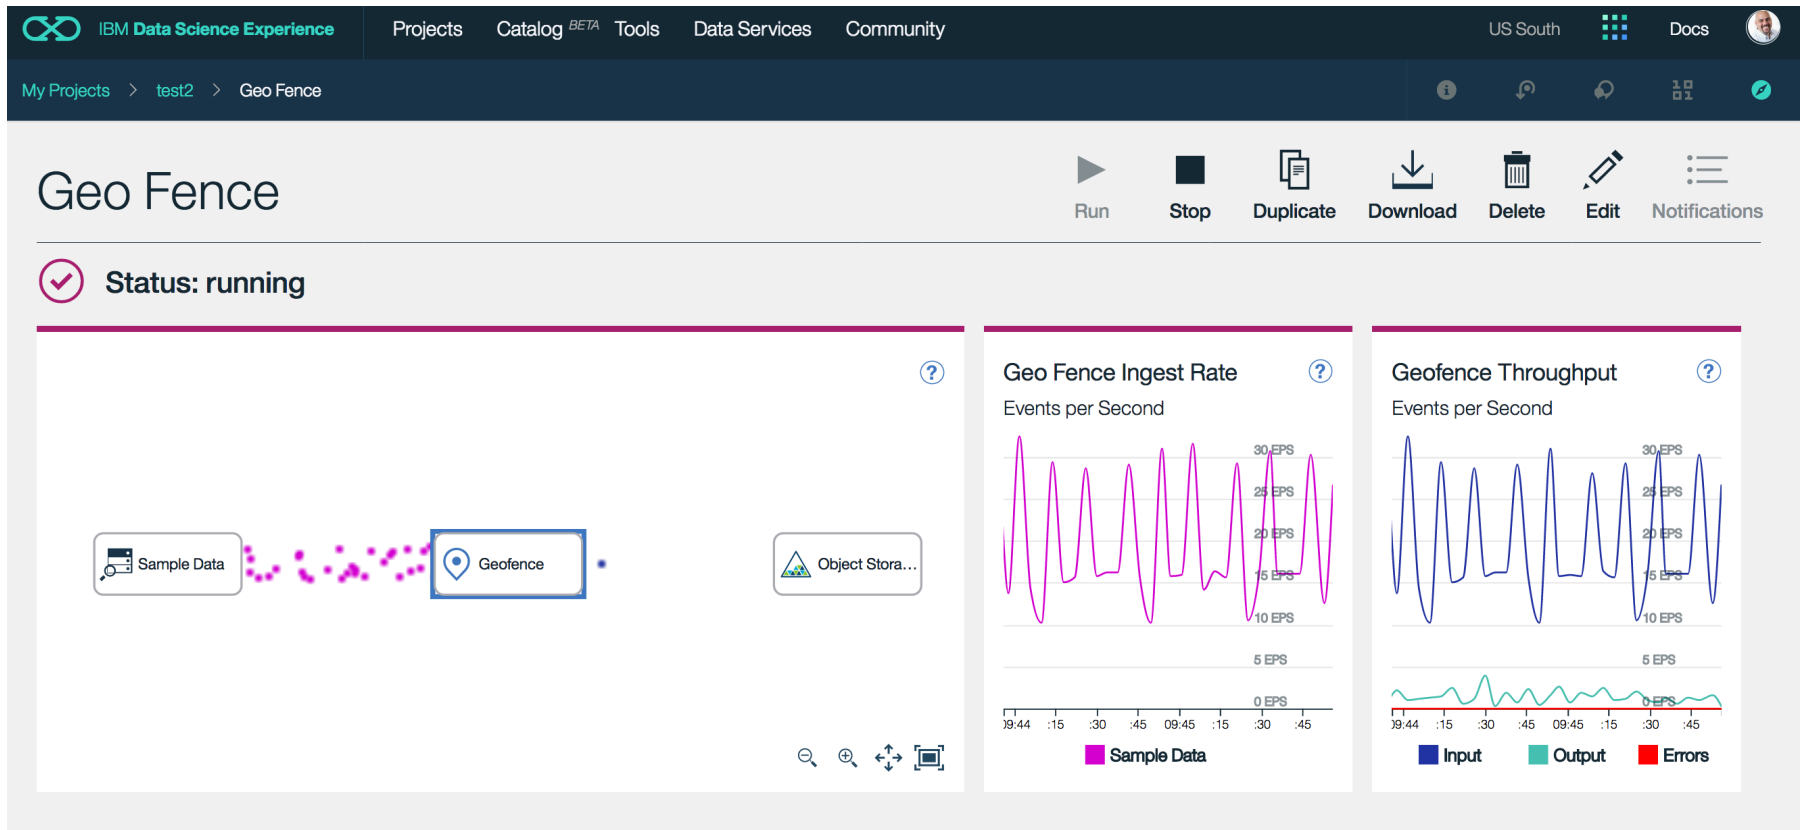 IBM Data Science Experience Projects Catalog BETA Tools Data Services Community US South Docs
My Projects > test2 > Geo Fence
Geo Fence
Run Stop Duplicate Download Delete Edit Notifications
Status: running
Sample Data
Geofence
Object Stora...
Geo Fence Ingest Rate
Events per Second
30 EPS
25 EPS
20 EPS
15 EPS
10 EPS
5 EPS
0 EPS
09:44 :15 :30 :45 09:45 :15 :30 :45
Sample Data
Geofence Throughput
Events per Second
30 EPS
25 EPS
20 EPS
15 EPS
10 EPS
5 EPS
0 EPS
09:44 :15 :30 :45 09:45 :15 :30 :45
Input Output Errors